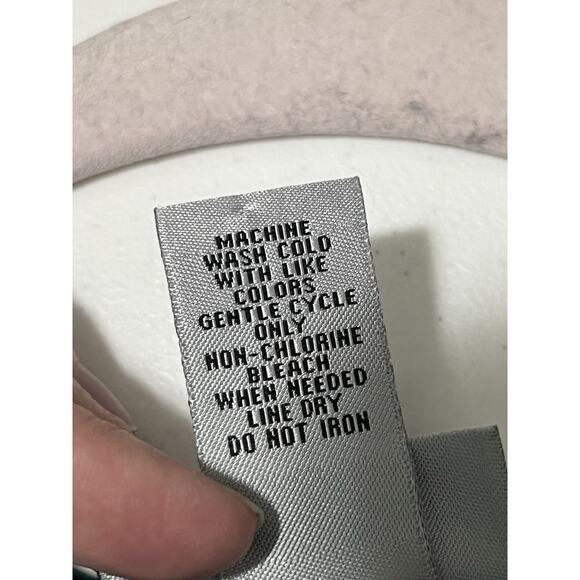 MACHINE
WASH COLD
WITH LIKE
COLORS
GENTLE CYCLE
ONLY
NON-CHLORINE
BLEACH
WHEN NEEDED
LINE DRY
DO NOT IRON